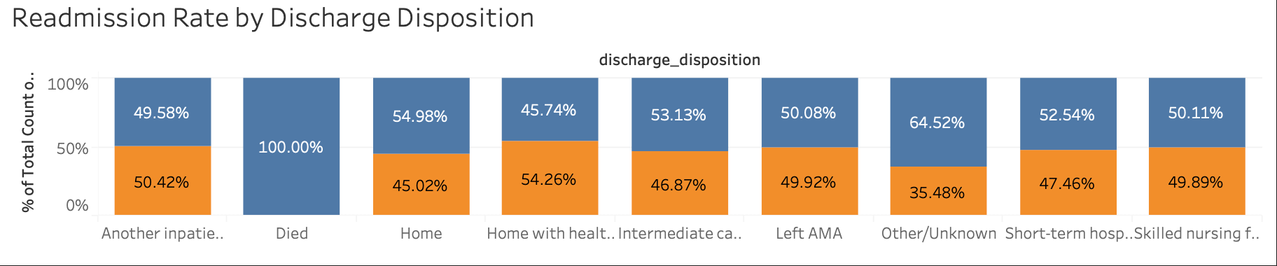 Readmission Rate by Discharge Disposition
discharge_disposition
% of Total Count o..
100%
50%
0%
49.58% 100.00% 54.98% 45.74% 53.13% 50.08% 64.52% 52.54% 50.11%
50.42% 45.02% 54.26% 46.87% 49.92% 35.48% 47.46% 49.89%
Another inpatie.. Died Home Home with healt.. Intermediate ca.. Left AMA Other/Unknown Short-term hosp.. Skilled nursing f..